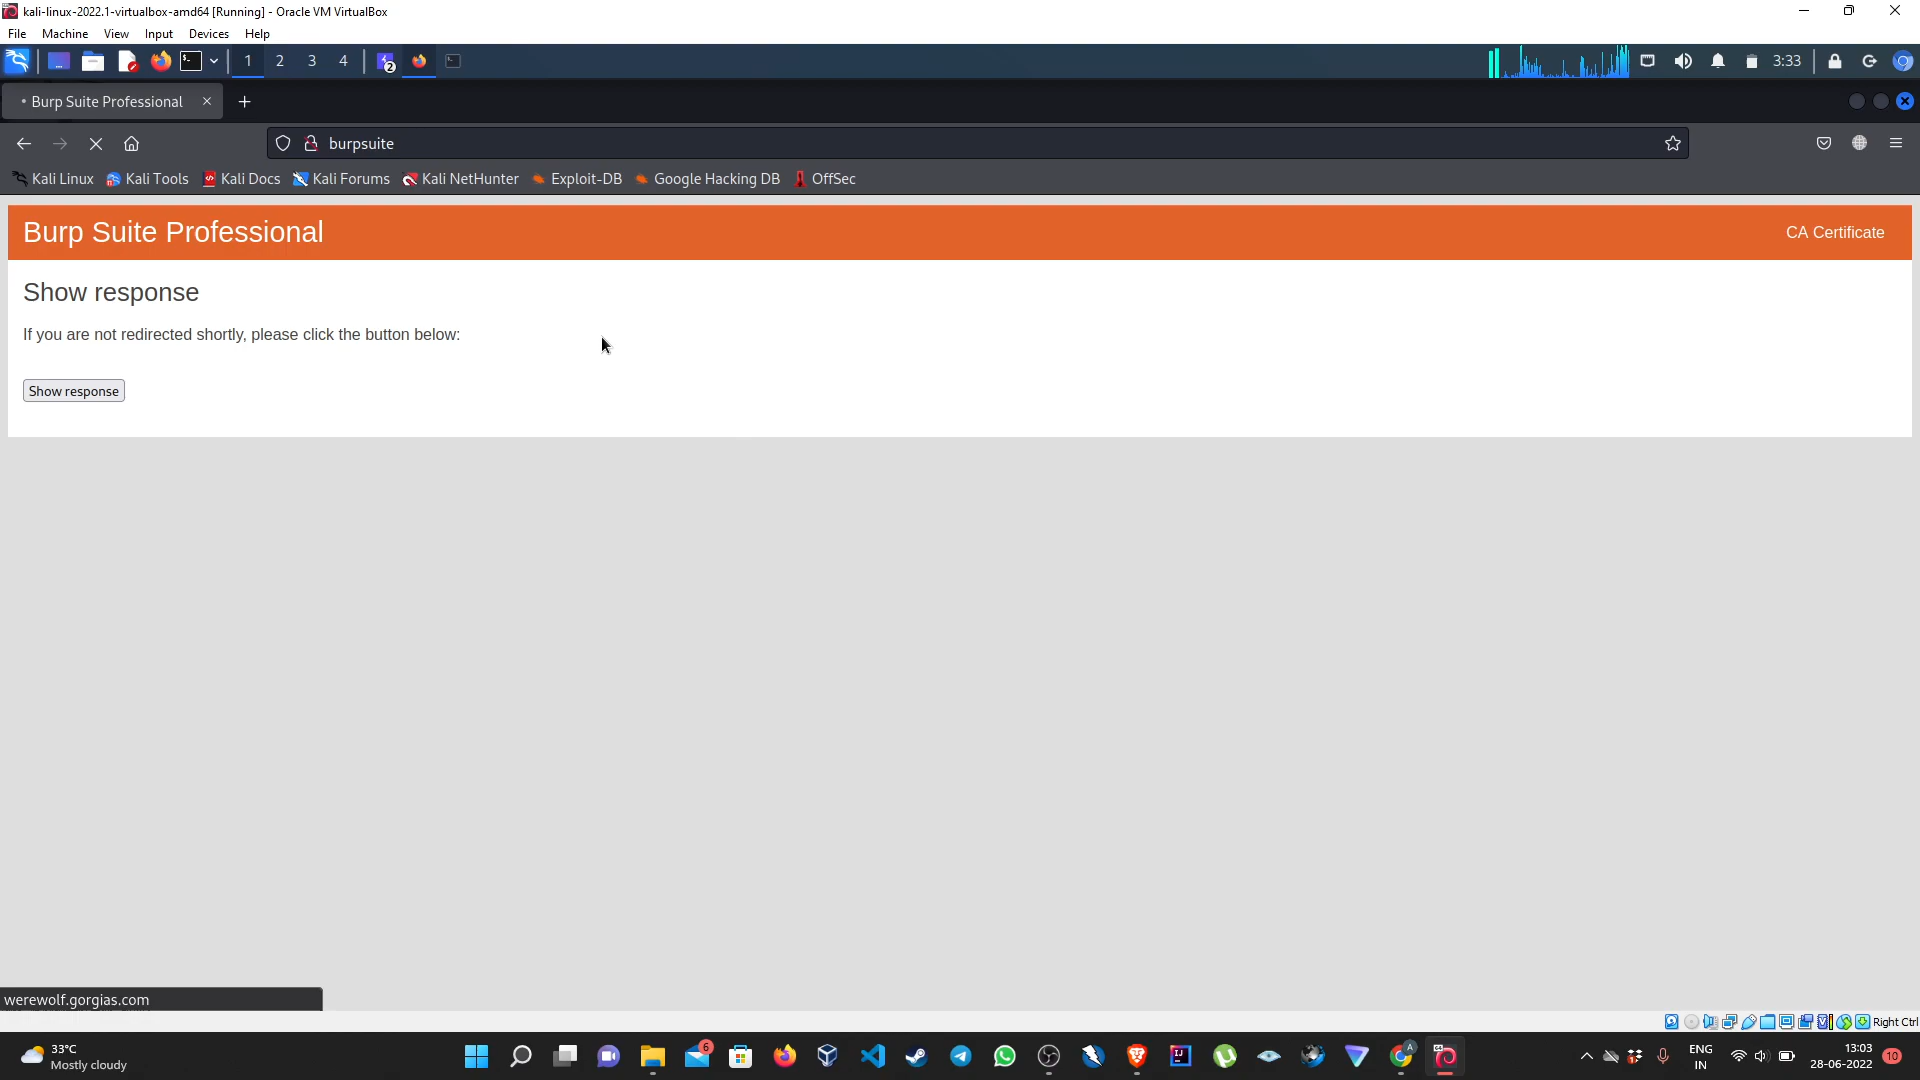 kali-linux-2022.1-virtualbox-amd64 [Running] - Oracle VM VirtualBox
File Machine View Input Devices Help
1 2 3 4 2 3:33
Burp Suite Professional
burpsuite
Kali Linux Kali Tools Kali Docs Kali Forums Kali NetHunter Exploit-DB Google Hacking DB OffSec
Burp Suite Professional CA Certificate
Show response
If you are not redirected shortly, please click the button below:
Show response
werewolf.gorgias.com
Right Ctrl
33°C
Mostly cloudy
6
A
ENG
IN
13:03
28-06-2022
10